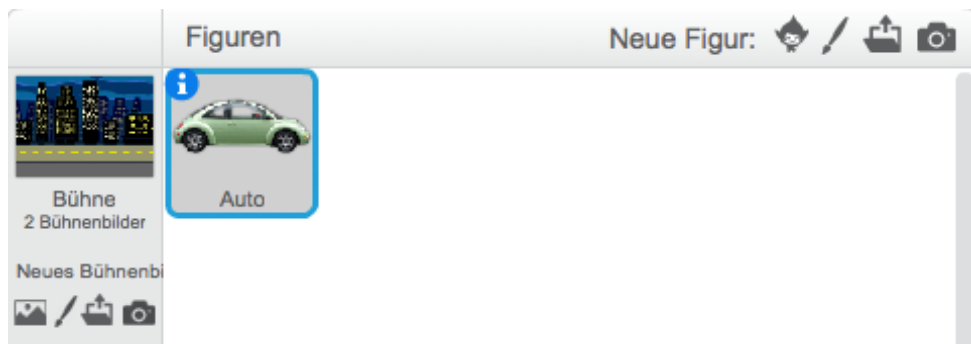 Figuren
Neue Figur:
Auto
Bühne
2 Bühnenbilder
Neues Bühnenbi